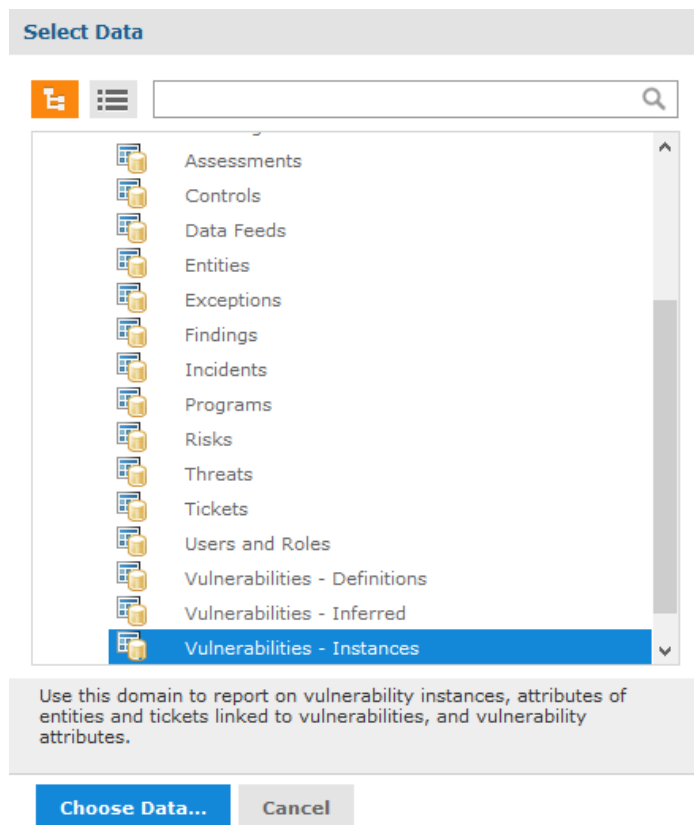 Select Data
Assessments
Controls
Data Feeds
Entities
Exceptions
Findings
Incidents
Programs
Risks
Threats
Tickets
Users and Roles
Vulnerabilities - Definitions
Vulnerabilities - Inferred
Vulnerabilities - Instances
Use this domain to report on vulnerability instances, attributes of
entities and tickets linked to vulnerabilities, and vulnerability
attributes.
Choose Data...
Cancel